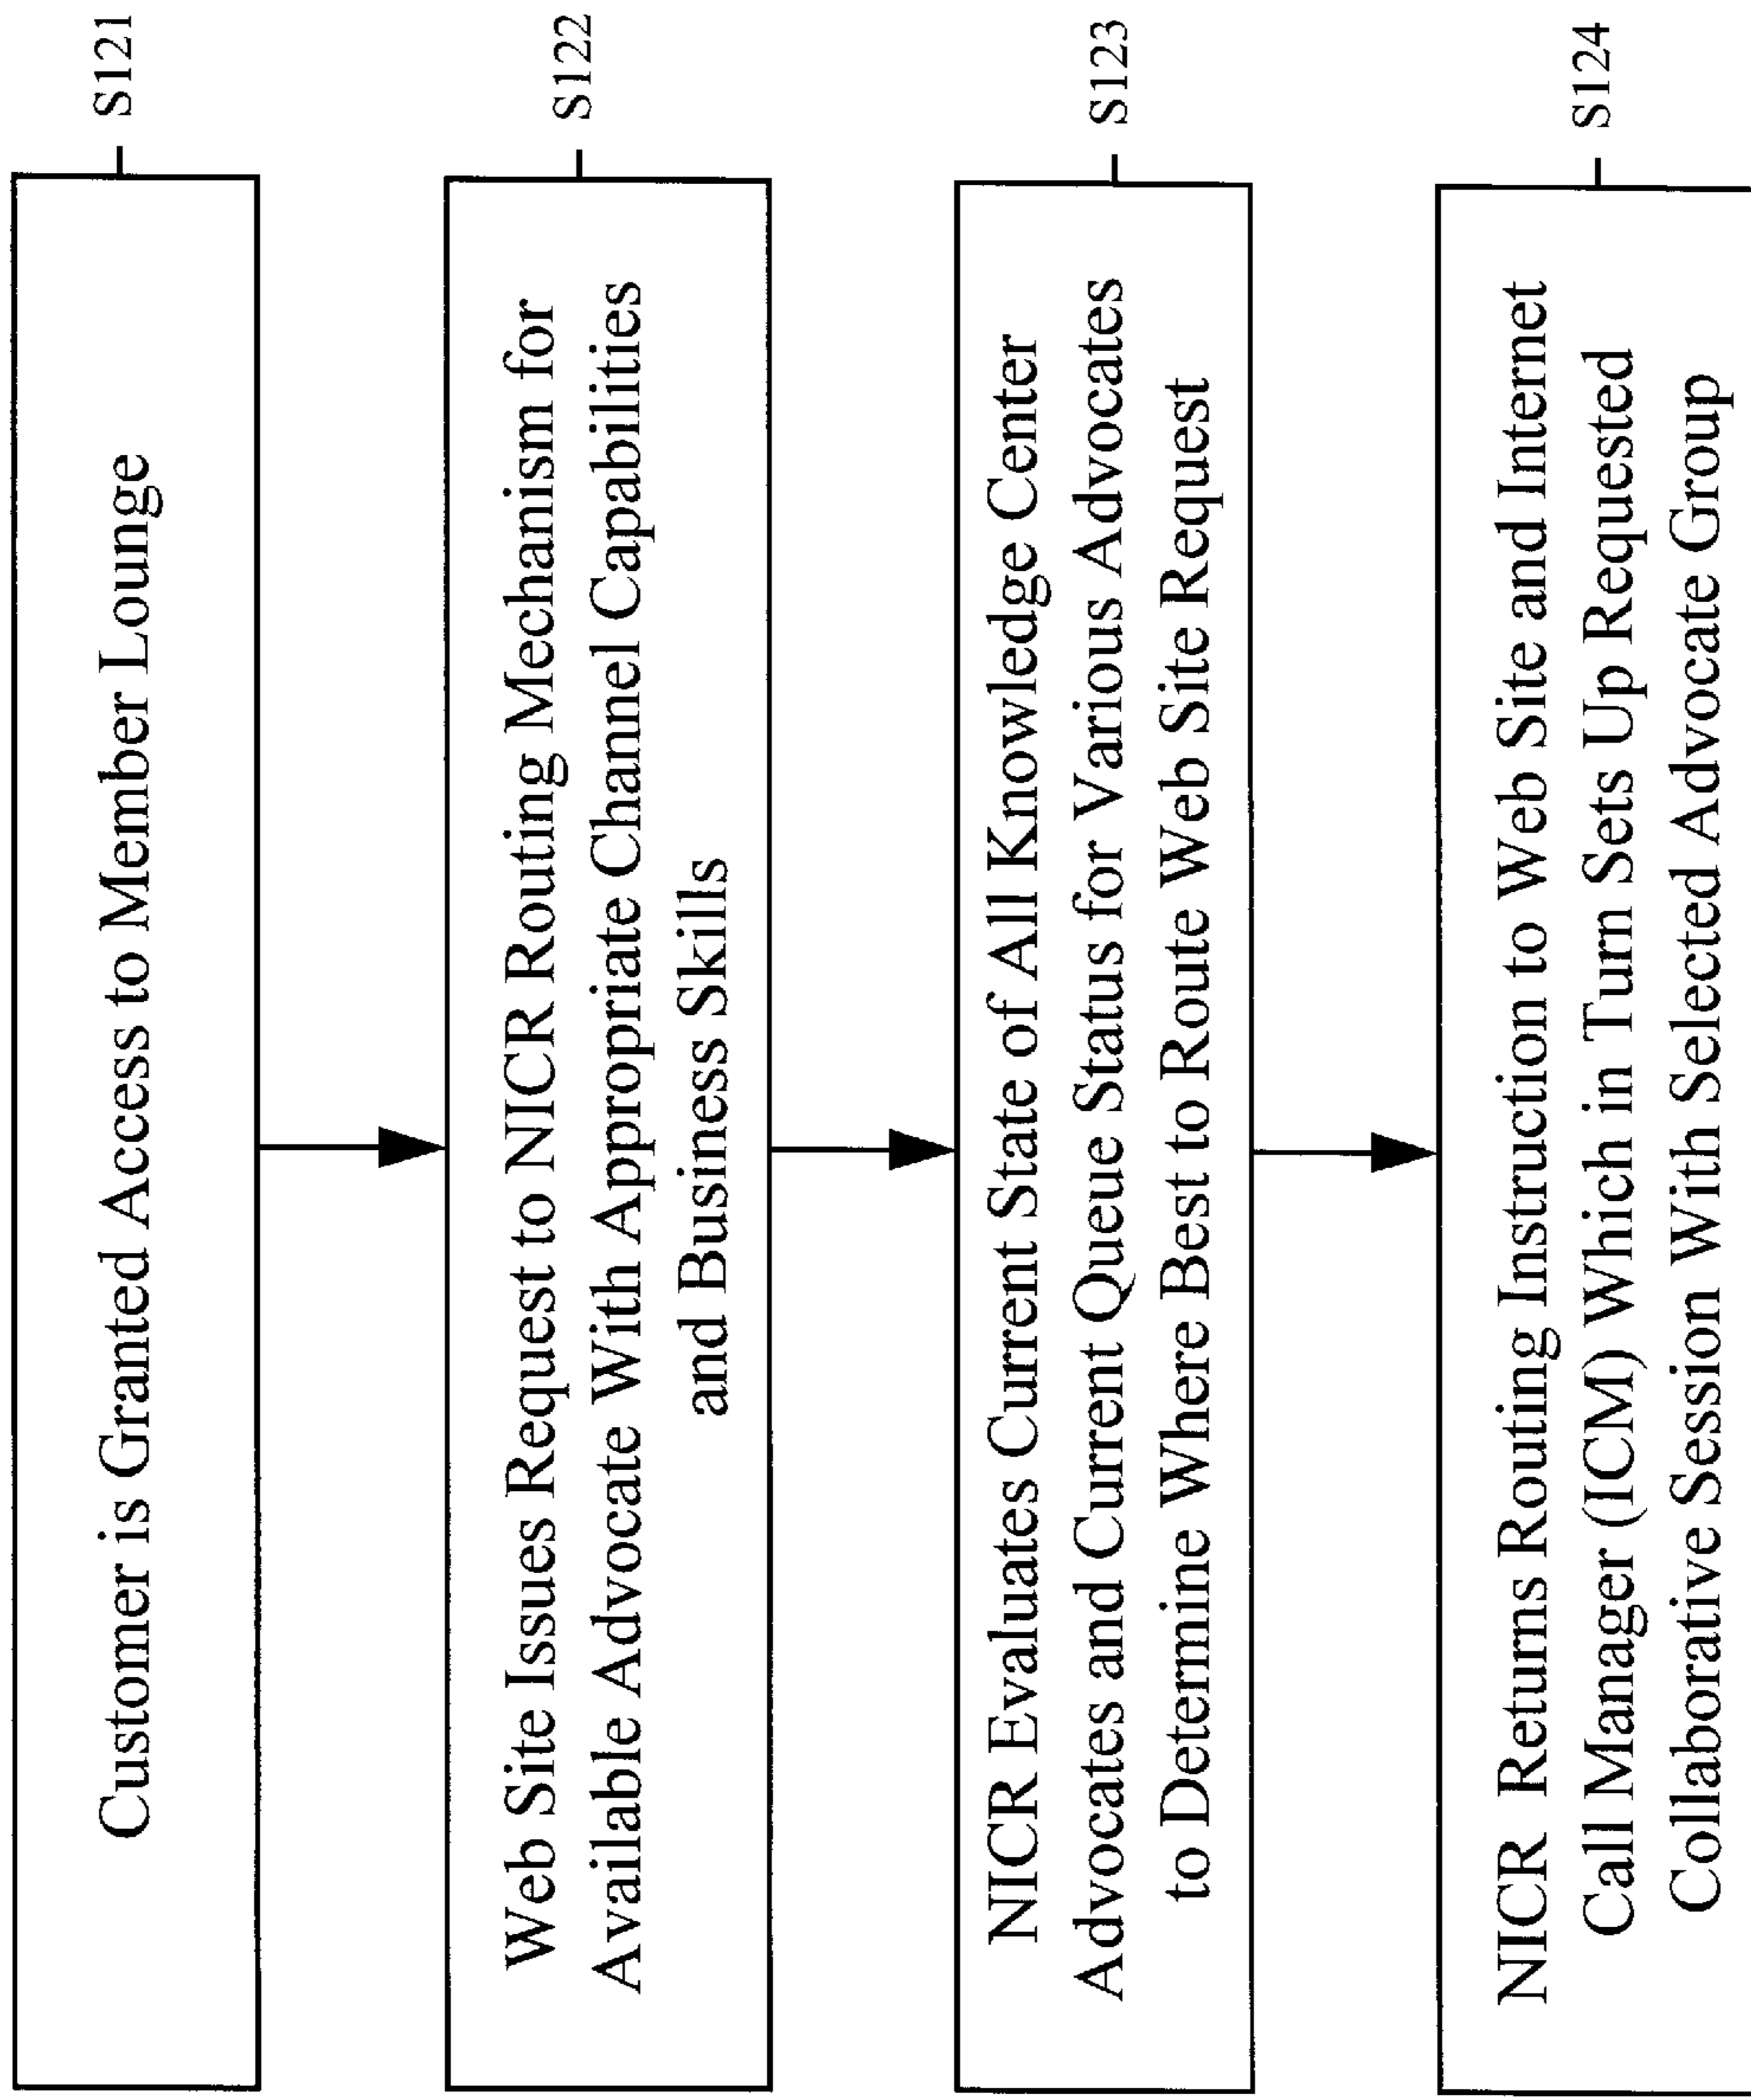 Customer is Granted Access to Member Lounge
S121
Web Site Issues Request to NICR Routing Mechanism for
Available Advocate With Appropriate Channel Capabilities
and Business Skills
S122
NICR Evaluates Current State of All Knowledge Center
Advocates and Current Queue Status for Various Advocates
to Determine Where Best to Route Web Site Request
S123
NICR Returns Routing Instruction to Web Site and Internet
Call Manager (ICM) Which in Turn Sets Up Requested
Collaborative Session With Selected Advocate Group
S124